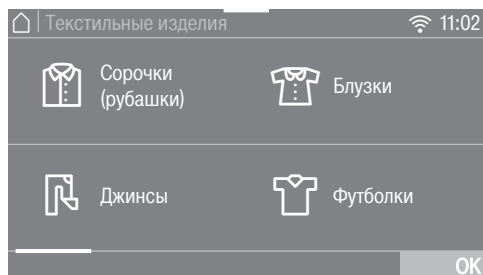 Текстильные изделия 11:02
Сорочки
(рубашки)
Блузки
Джинсы
Футболки
OK